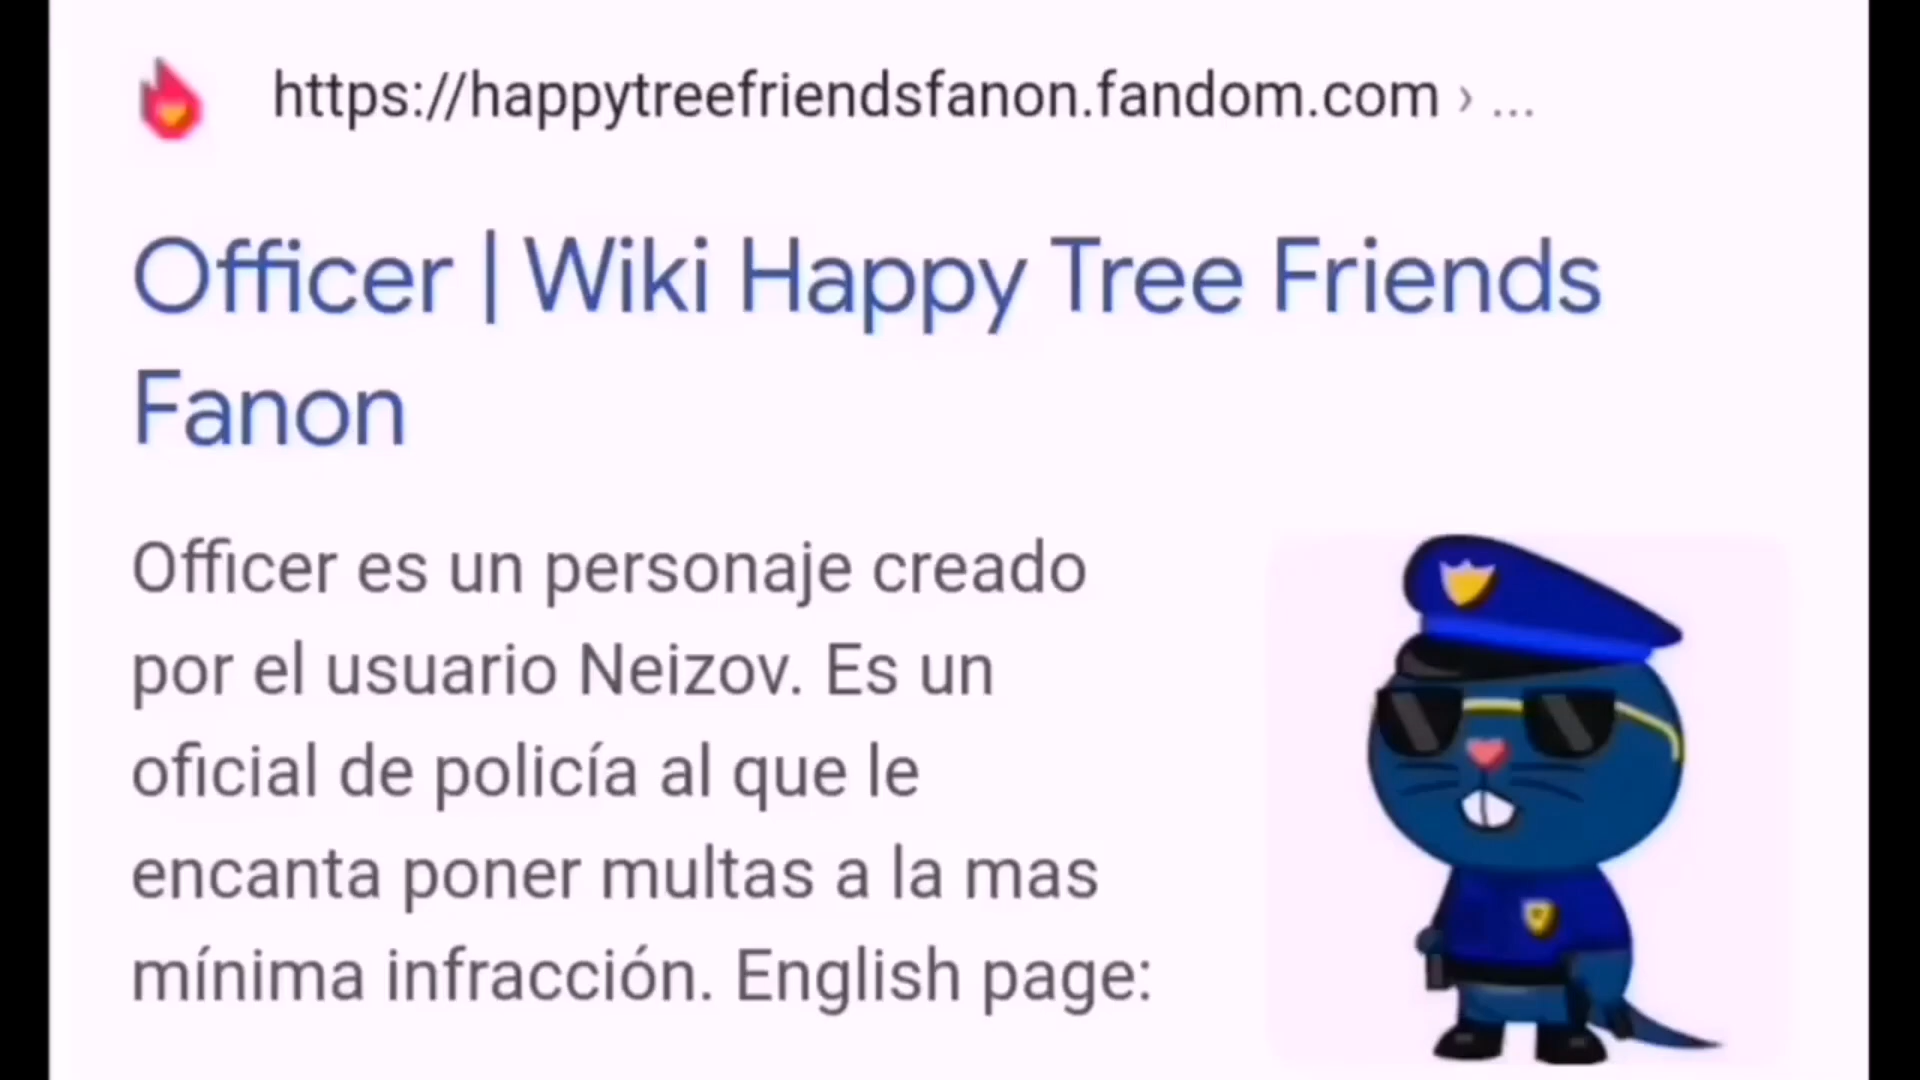 https://happytreefriendsfanon.fandom.com › ...
Officer | Wiki Happy Tree Friends
Fanon
Officer es un personaje creado
por el usuario Neizov. Es un
oficial de policía al que le
encanta poner multas a la mas
mínima infracción. English page: